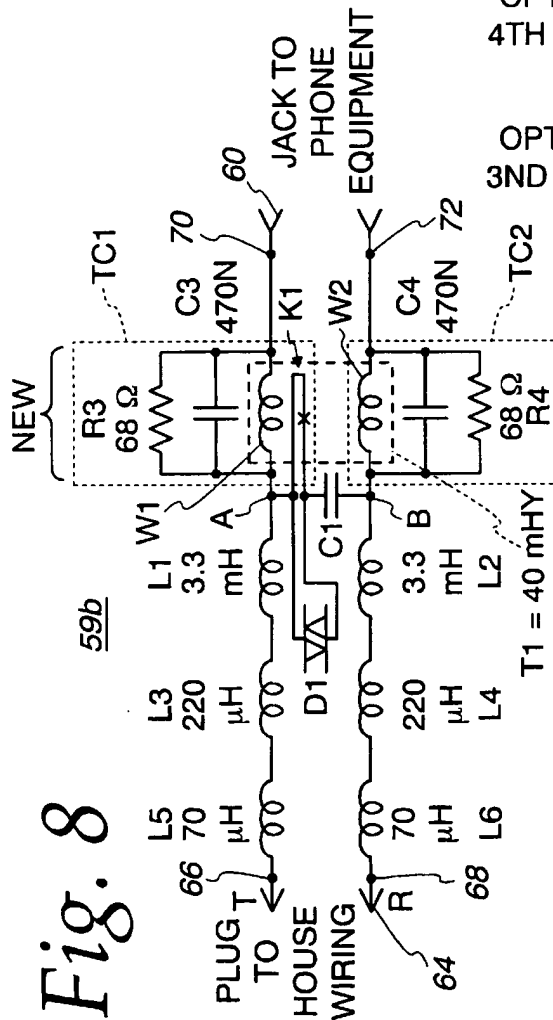 Fig. 8
59b
NEW
TC1
R3
68 Ω
C3
470N
W1
K1
70
60
L5
70
µH
L3
220
µH
L1
3.3
mH
A
66
PLUG T
TO
HOUSE
WIRING R
64
68
D1
C1
B
JACK TO
PHONE
EQUIPMENT
72
70
µH
L6
220
µH
L4
3.3
mH
L2
W2
C4
470N
68 Ω
R4
TC2
T1 = 40 mHY
OPT
4TH
OPT
3ND